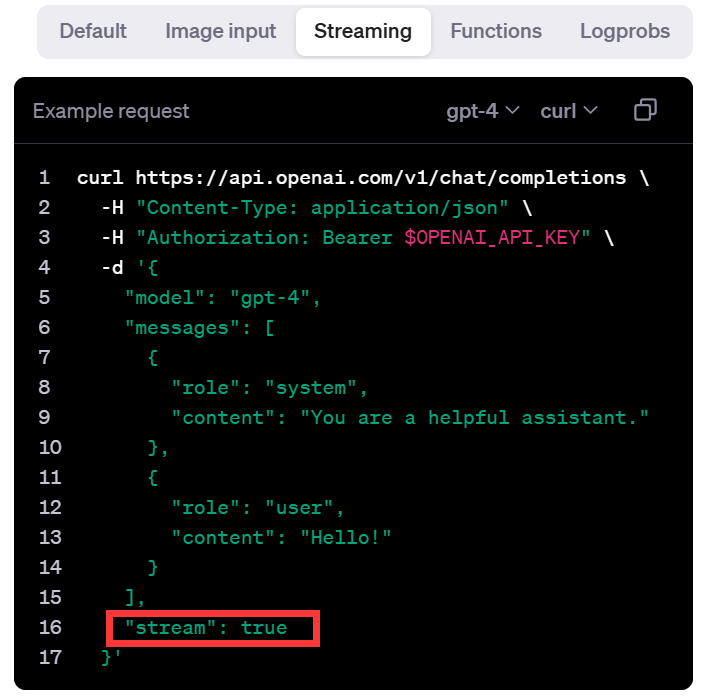 Default Image input Streaming Functions Logprobs
Example request gpt-4 curl
1 curl https://api.openai.com/v1/chat/completions \
2 -H "Content-Type: application/json" \
3 -H "Authorization: Bearer $OPENAI_API_KEY" \
4 -d '{
5 "model": "gpt-4",
6 "messages": [
7 {
8 "role": "system",
9 "content": "You are a helpful assistant."
10 },
11 {
12 "role": "user",
13 "content": "Hello!"
14 }
15 ],
16 "stream": true
17 }'